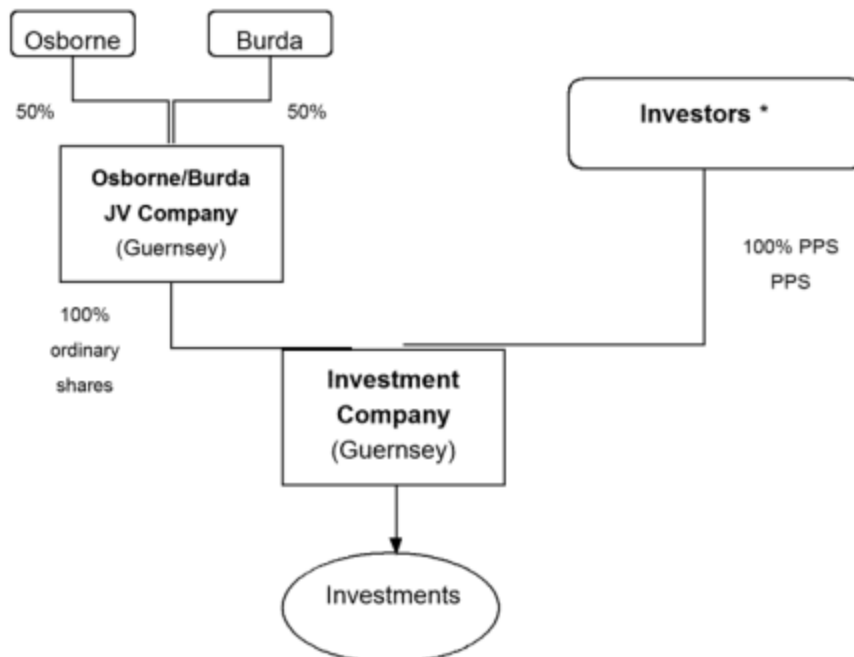 Osborne
Burda
50%
50%
Investors *
Osborne/Burda
JV Company
(Guernsey)
100% PPS
PPS
100%
ordinary
shares
Investment
Company
(Guernsey)
Investments